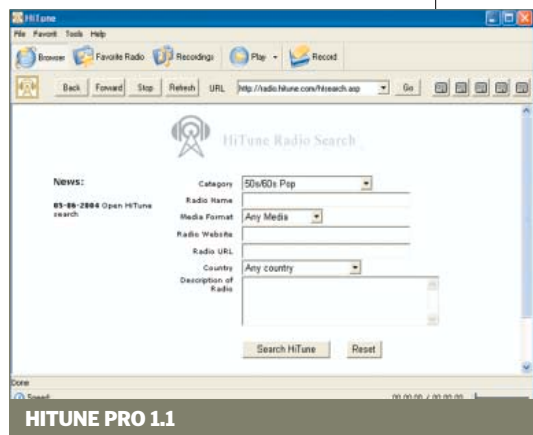 HiTune
File Favorit Tools Help
Browser Favorite Radio Recordings Play Record
Back Forward Stop Refresh URL http://radio.hitune.com/hisearch.asp Go
HiTune Radio Search
News:
05-06-2004 Open HiTune
search
Category 50s/60s Pop
Radio Name
Media Format Any Media
Radio Website
Radio URL
Country Any country
Description of
Radio
Search HiTune Reset
Done
Speed: 00:00:00 / 00:00:00
HITUNE PRO 1.1